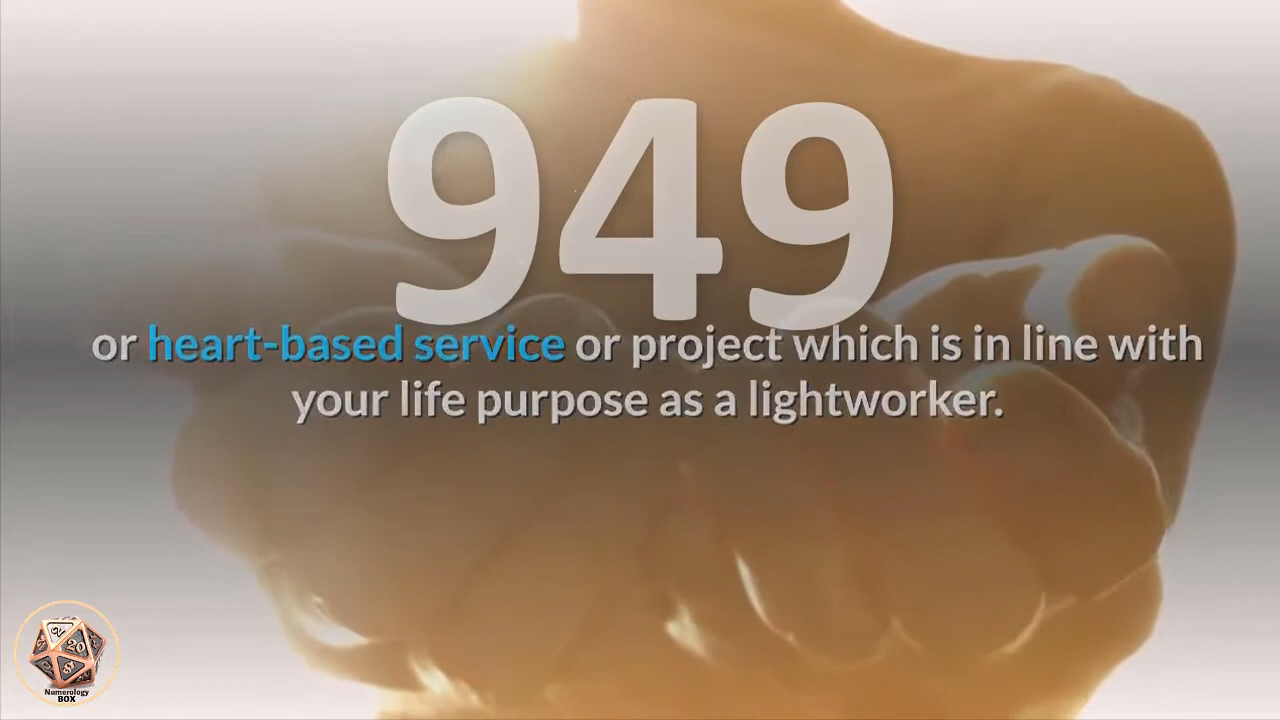 949
or heart-based service or project which is in line with
your life purpose as a lightworker.
20
Numerology
BOX